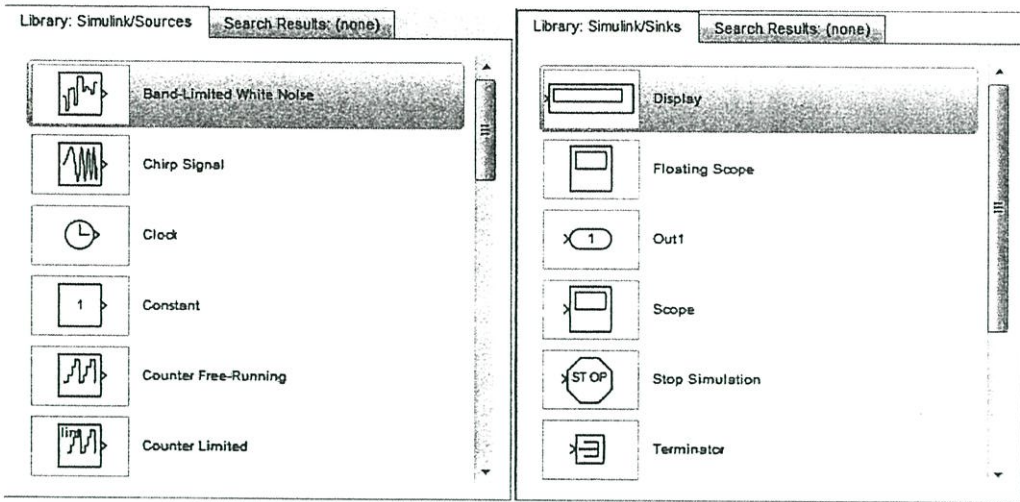 Library: Simulink/Sources
Search Results: (none)
Band-Limited White Noise
Chirp Signal
Clock
1
Constant
Counter Free-Running
lim
Counter Limited
Library: Simulink/Sinks
Search Results: (none)
Display
Floating Scope
1
Out1
Scope
STOP
Stop Simulation
Terminator